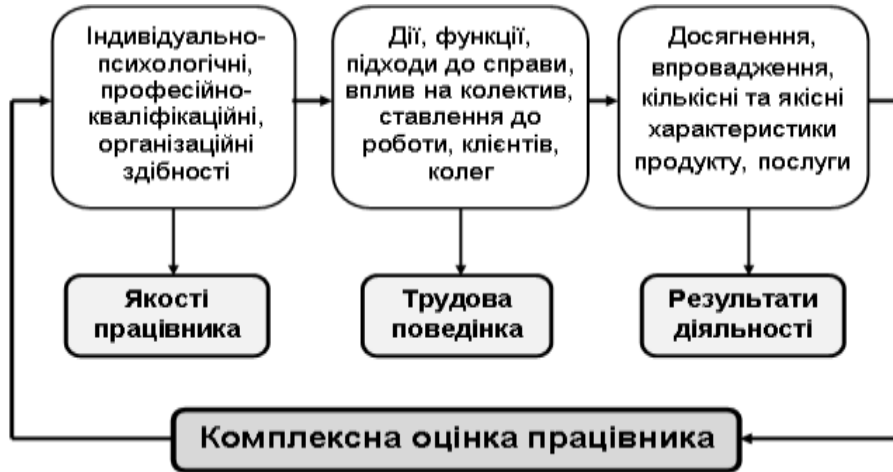 Індивідуально-
психологічні,
професійно-
кваліфікаційні,
організаційні
здібності
Дії, функції,
підходи до справи,
вплив на колектив,
ставлення до
роботи, клієнтів,
колег
Досягнення,
впровадження,
кількісні та якісні
характеристики
продукту, послуги
Якості
працівника
Трудова
поведінка
Результати
діяльності
Комплексна оцінка працівника